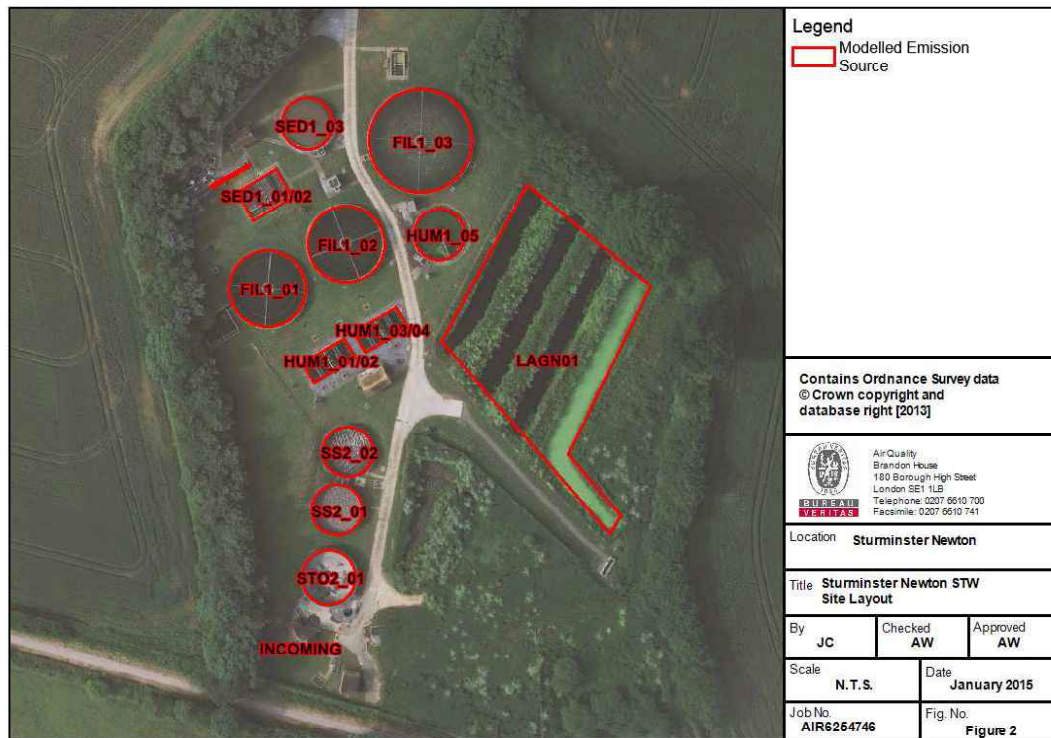 SED1_03
FIL1_03
SED1_01/02
HUM1_05
FIL1_02
FIL1_01
HUM1_03/04
HUM1_01/02
LAGN01
SS2_02
SS2_01
STO2_01
INCOMING
Legend
Modelled Emission
Source
Contains Ordnance Survey data
© Crown copyright and
database right [2013]
BUREAU
VERITAS
Air Quality
Brandon House
180 Borough High Street
London SE1 1LB
Telephone: 0207 6610 700
Facsimile: 0207 6610 741
Location Sturminster Newton
Title Sturminster Newton STW
Site Layout
By JC
Checked AW
Approved AW
Scale N.T.S.
Date January 2015
Job No. AIR6254746
Fig. No. Figure 2